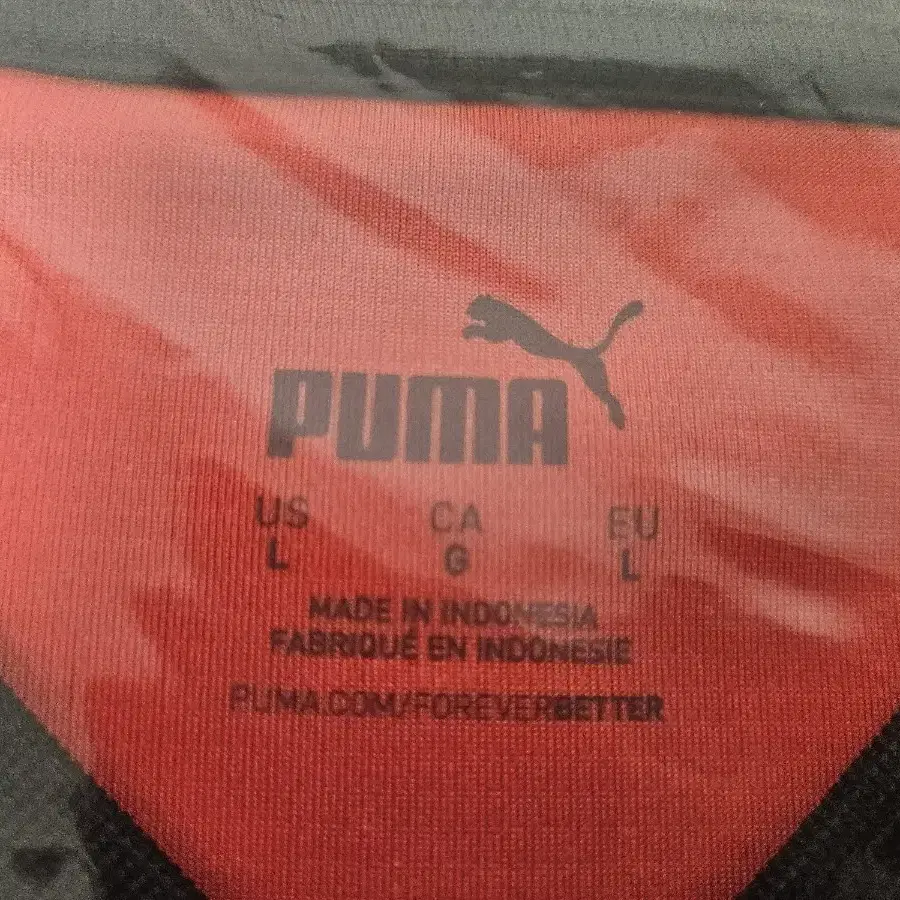 PUMA
US CA EU
L G L
MADE IN INDONESIA
FABRIQUÉ EN INDONESIE
PUMA.COM/FOREVERBETTER